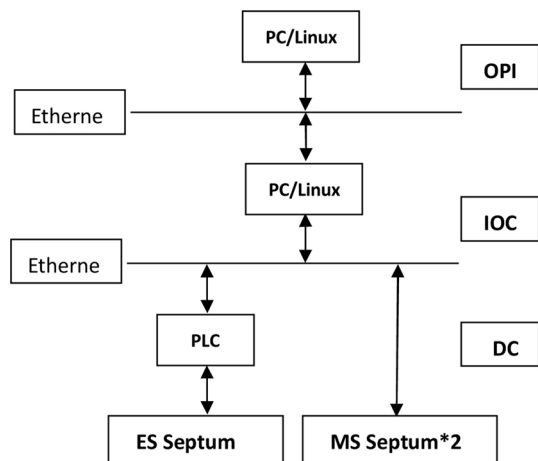 PC/Linux
OPI
Etherne
PC/Linux
IOC
Etherne
PLC
DC
ES Septum
MS Septum*2